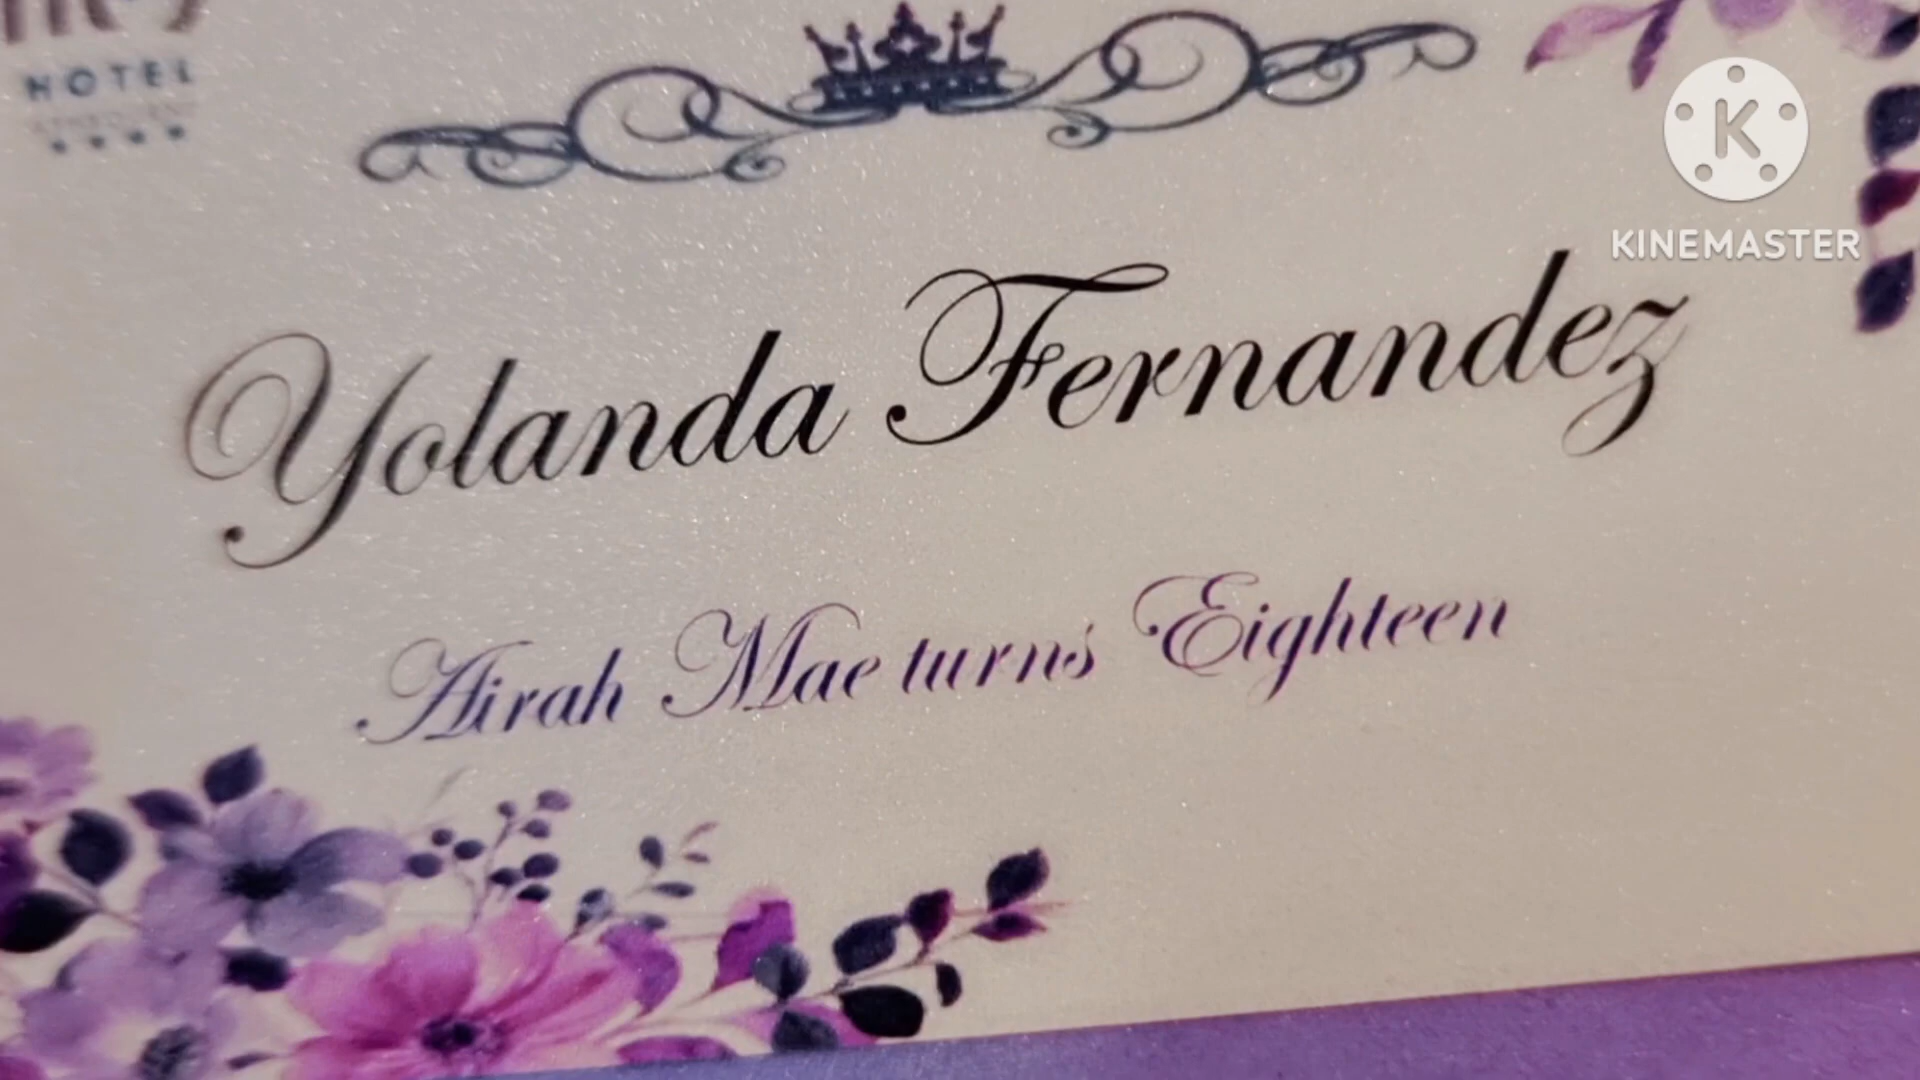 HOTEL
K
KINEMASTER
Yolanda Fernandez
Airah Mae turns Eighteen